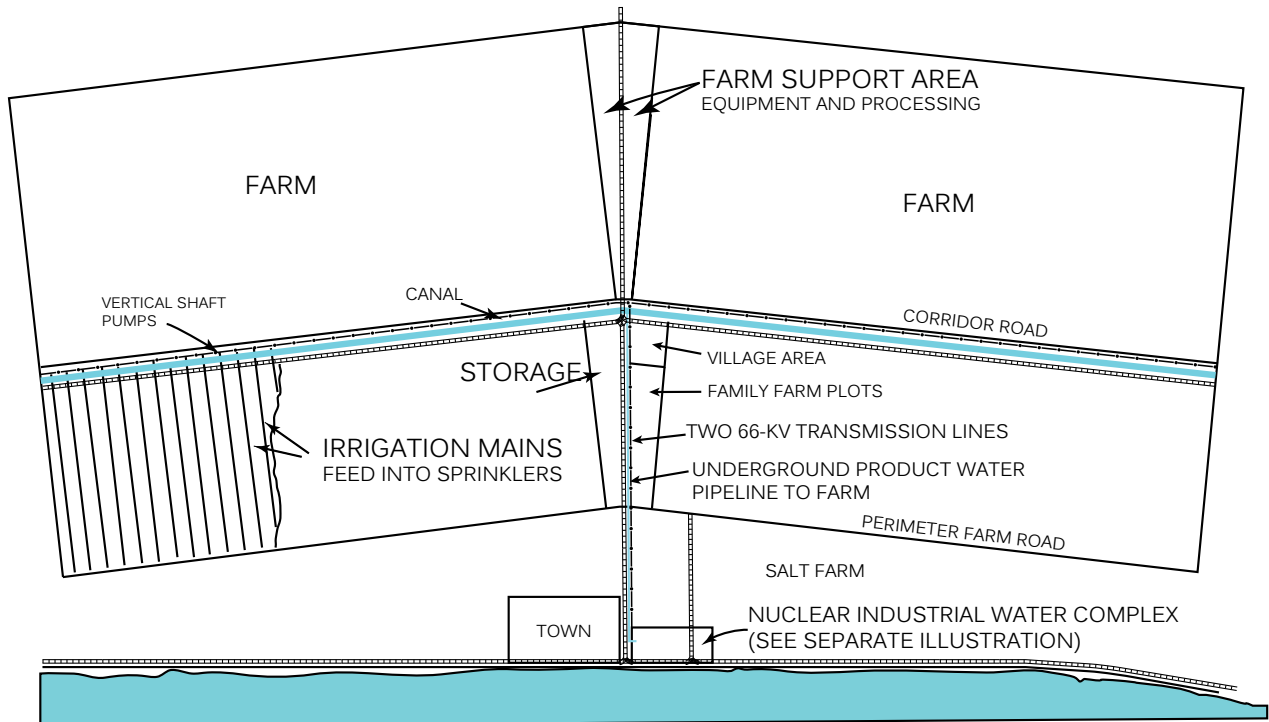 FARM SUPPORT AREA
EQUIPMENT AND PROCESSING
FARM
FARM
VERTICAL SHAFT
PUMPS
CANAL
CORRIDOR ROAD
STORAGE
VILLAGE AREA
FAMILY FARM PLOTS
TWO 66-KV TRANSMISSION LINES
IRRIGATION MAINS
FEED INTO SPRINKLERS
UNDERGROUND PRODUCT WATER
PIPELINE TO FARM
PERIMETER FARM ROAD
SALT FARM
TOWN
NUCLEAR INDUSTRIAL WATER COMPLEX
(SEE SEPARATE ILLUSTRATION)